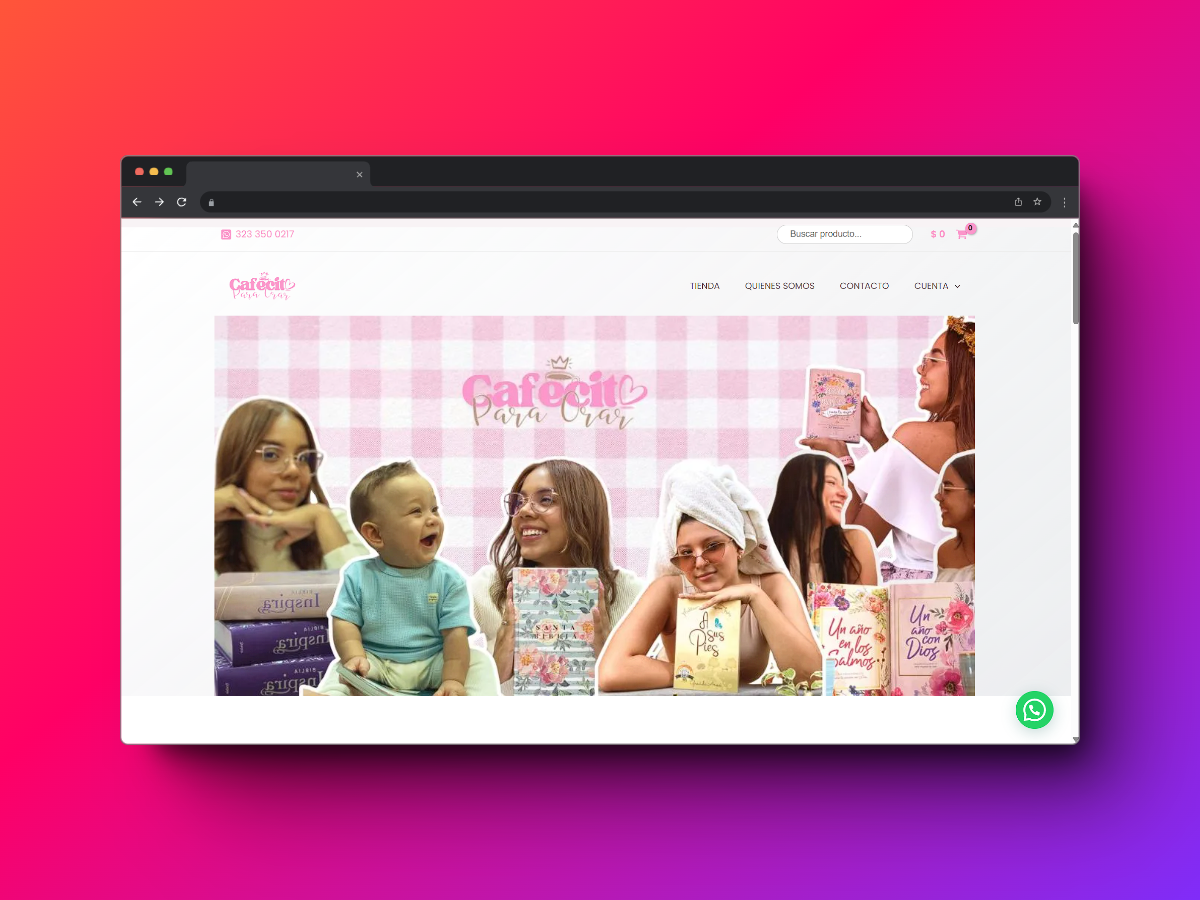 323 350 0217
Buscar producto...
$ 0
0
Cafecito
Para Orar
TIENDA
QUIENES SOMOS
CONTACTO
CUENTA
Cafecito
Para Orar
BIBLIA
Inspira
BIBLIA
Inspira
BIBLIA
Inspira
SANTA
BIBLIA
A
Sus
Pies
Un año
en los
Salmos
Un
año
con
Dios